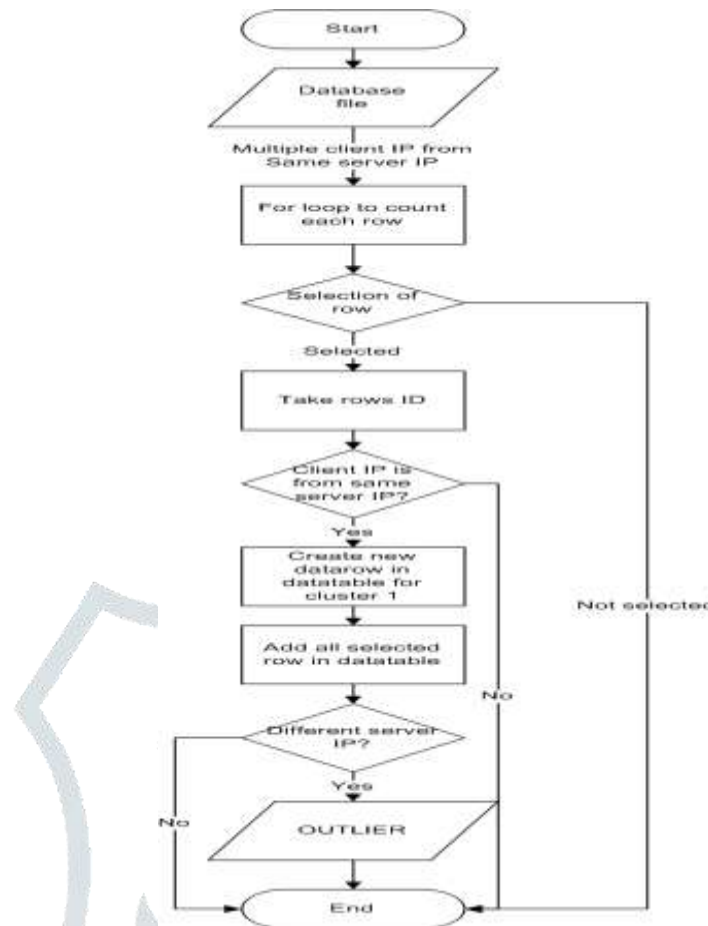 Start
Database
file
Multiple client IP from
Same server IP
For loop to count
each row
Selection of
row
Selected
Take rows ID
Client IP is
from same
server IP?
Yes
Create new
datarow in
datatable for
cluster 1
Not selected
Add all selected
row in datatable
No
Different server
IP?
Yes
No
OUTLIER
End